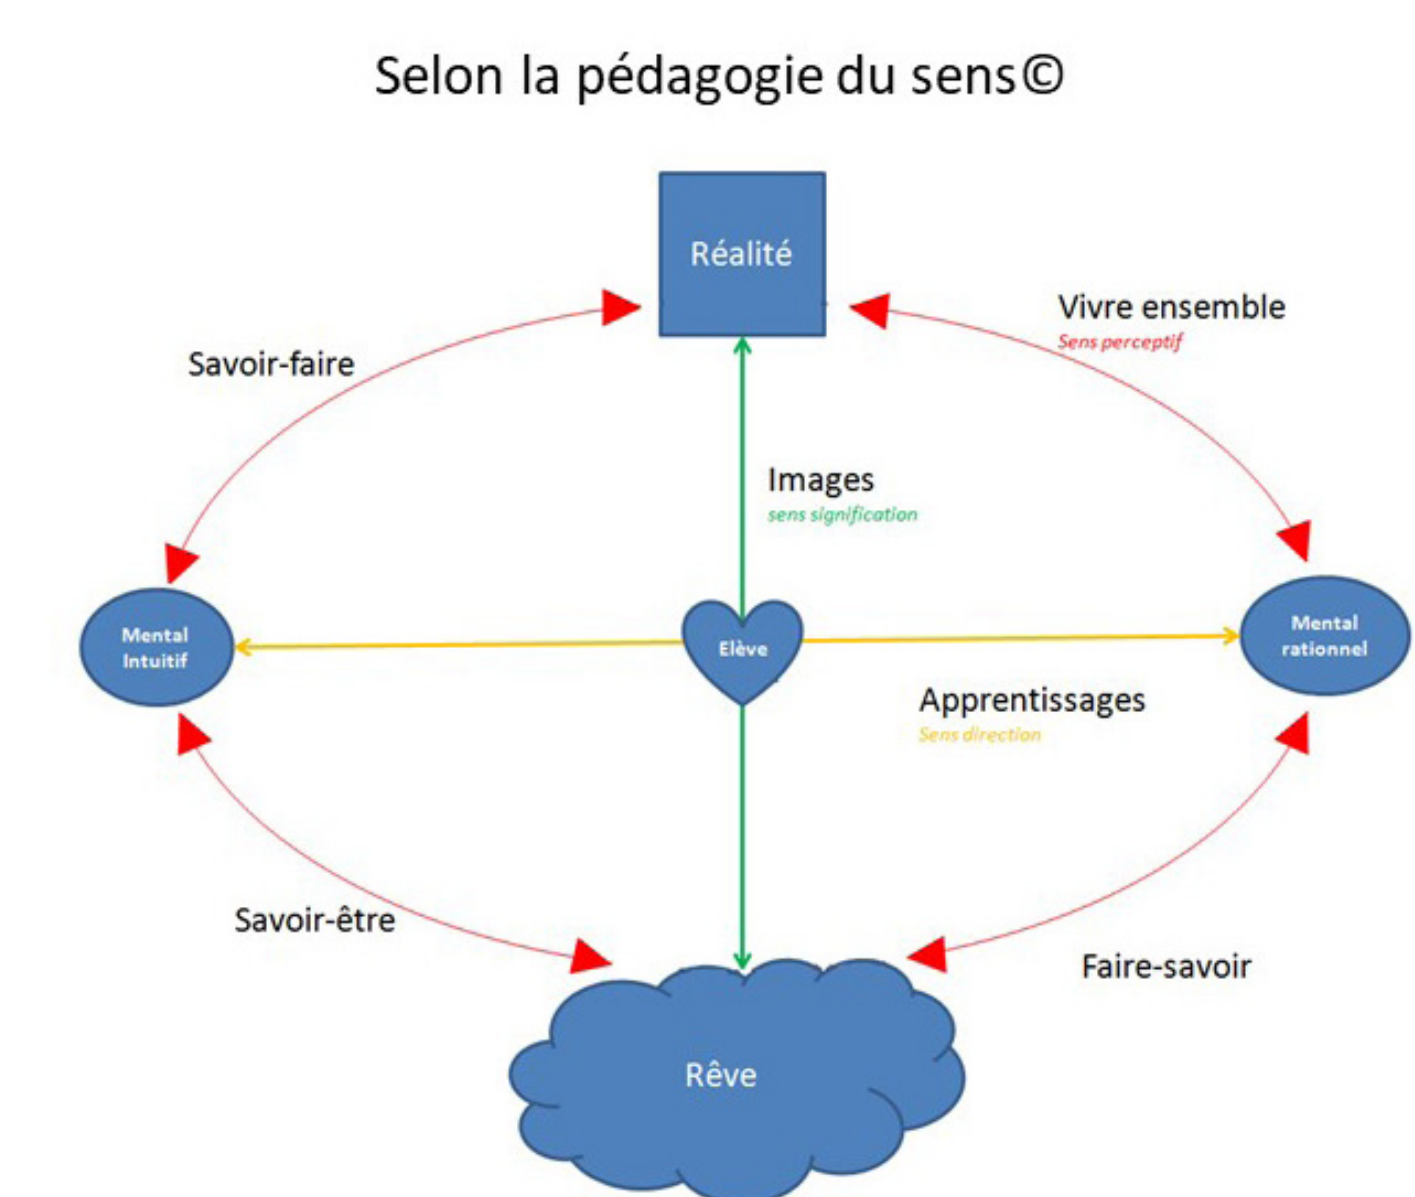 Selon la pédagogie du sens©
Réalité
Vivre ensemble
Sens perceptif
Savoir-faire
Images
sens signification
Mental
Intuitif
Elève
Mental
rationnel
Apprentissages
Sens direction
Savoir-être
Faire-savoir
Rêve